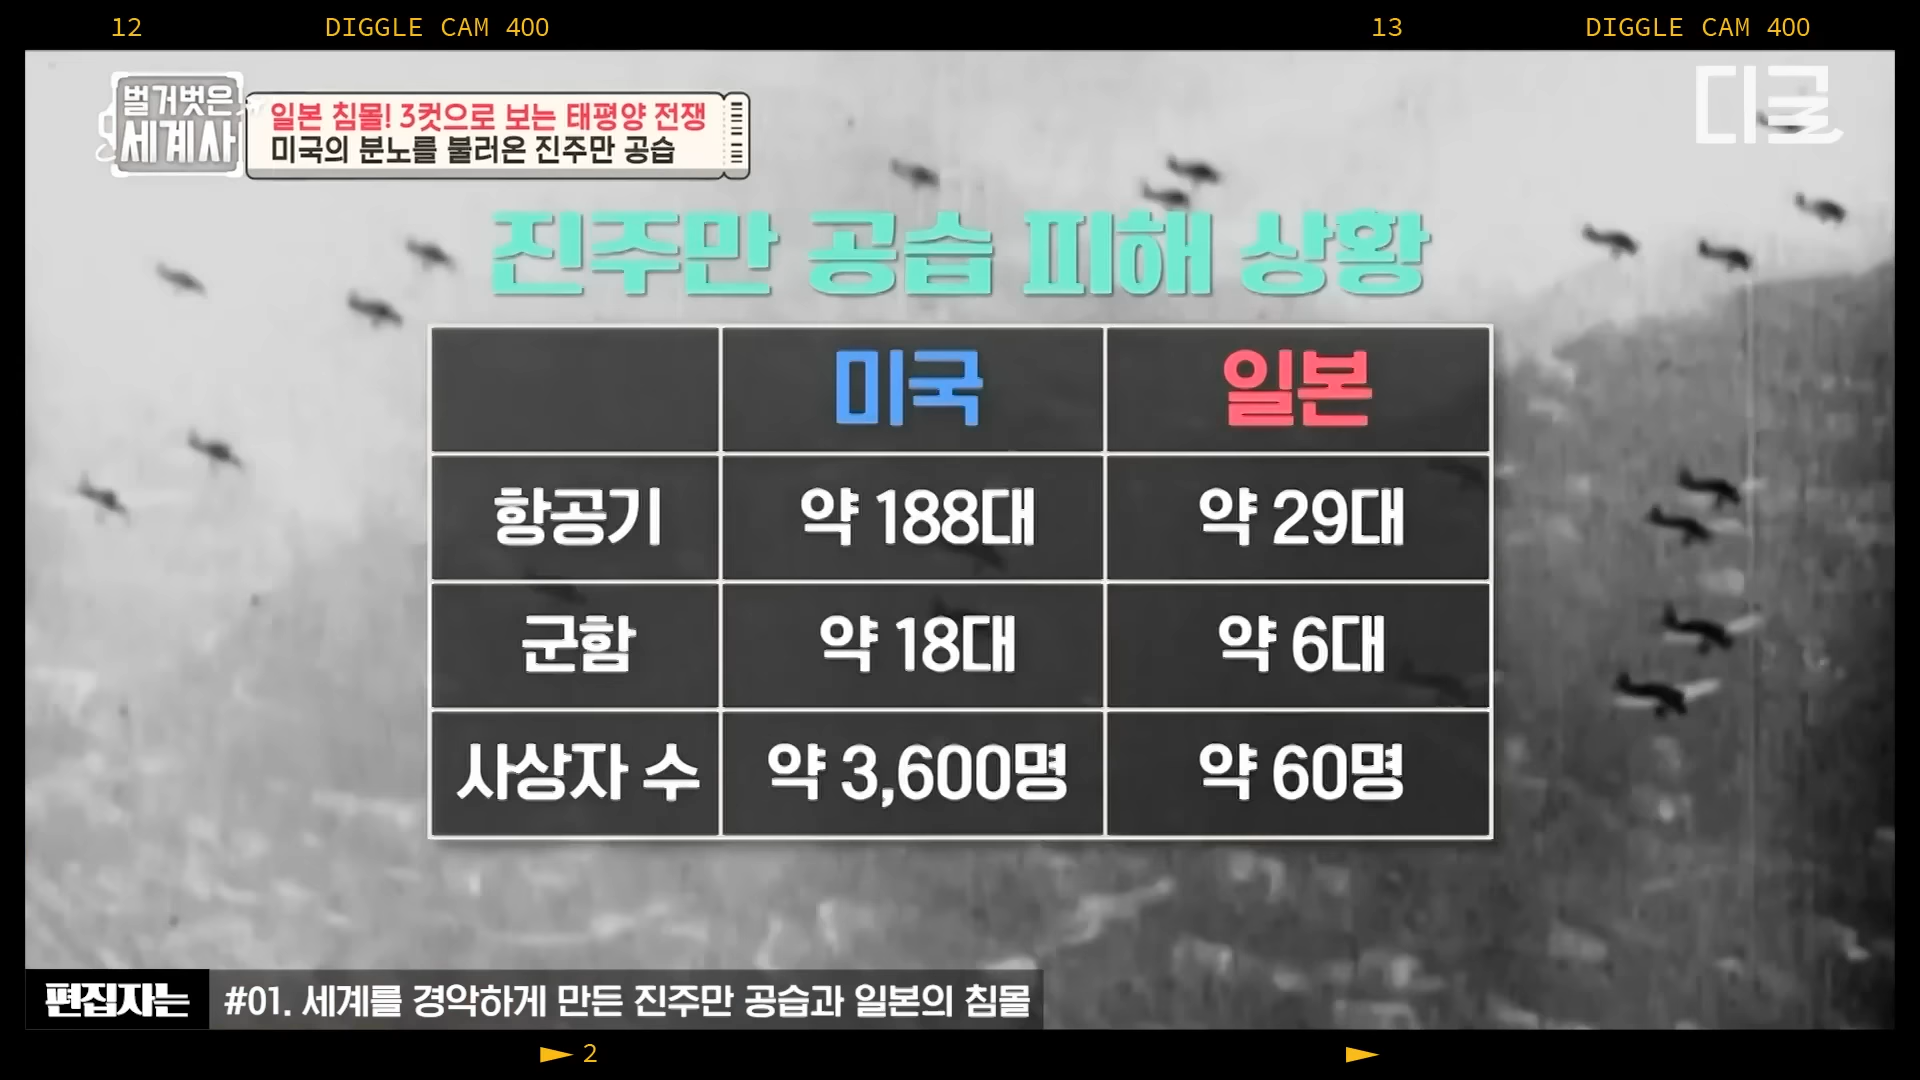 12 DIGGLE CAM 400 13 DIGGLE CAM 400
벌거벗은
세계사
일본 침몰! 3컷으로 보는 태평양 전쟁
미국의 분노를 불러온 진주만 공습
디글
진주만 공습 피해 상황
미국 일본
항공기 약 188대 약 29대
군함 약 18대 약 6대
사상자 수 약 3,600명 약 60명
편집자는 #01. 세계를 경악하게 만든 진주만 공습과 일본의 침몰
2